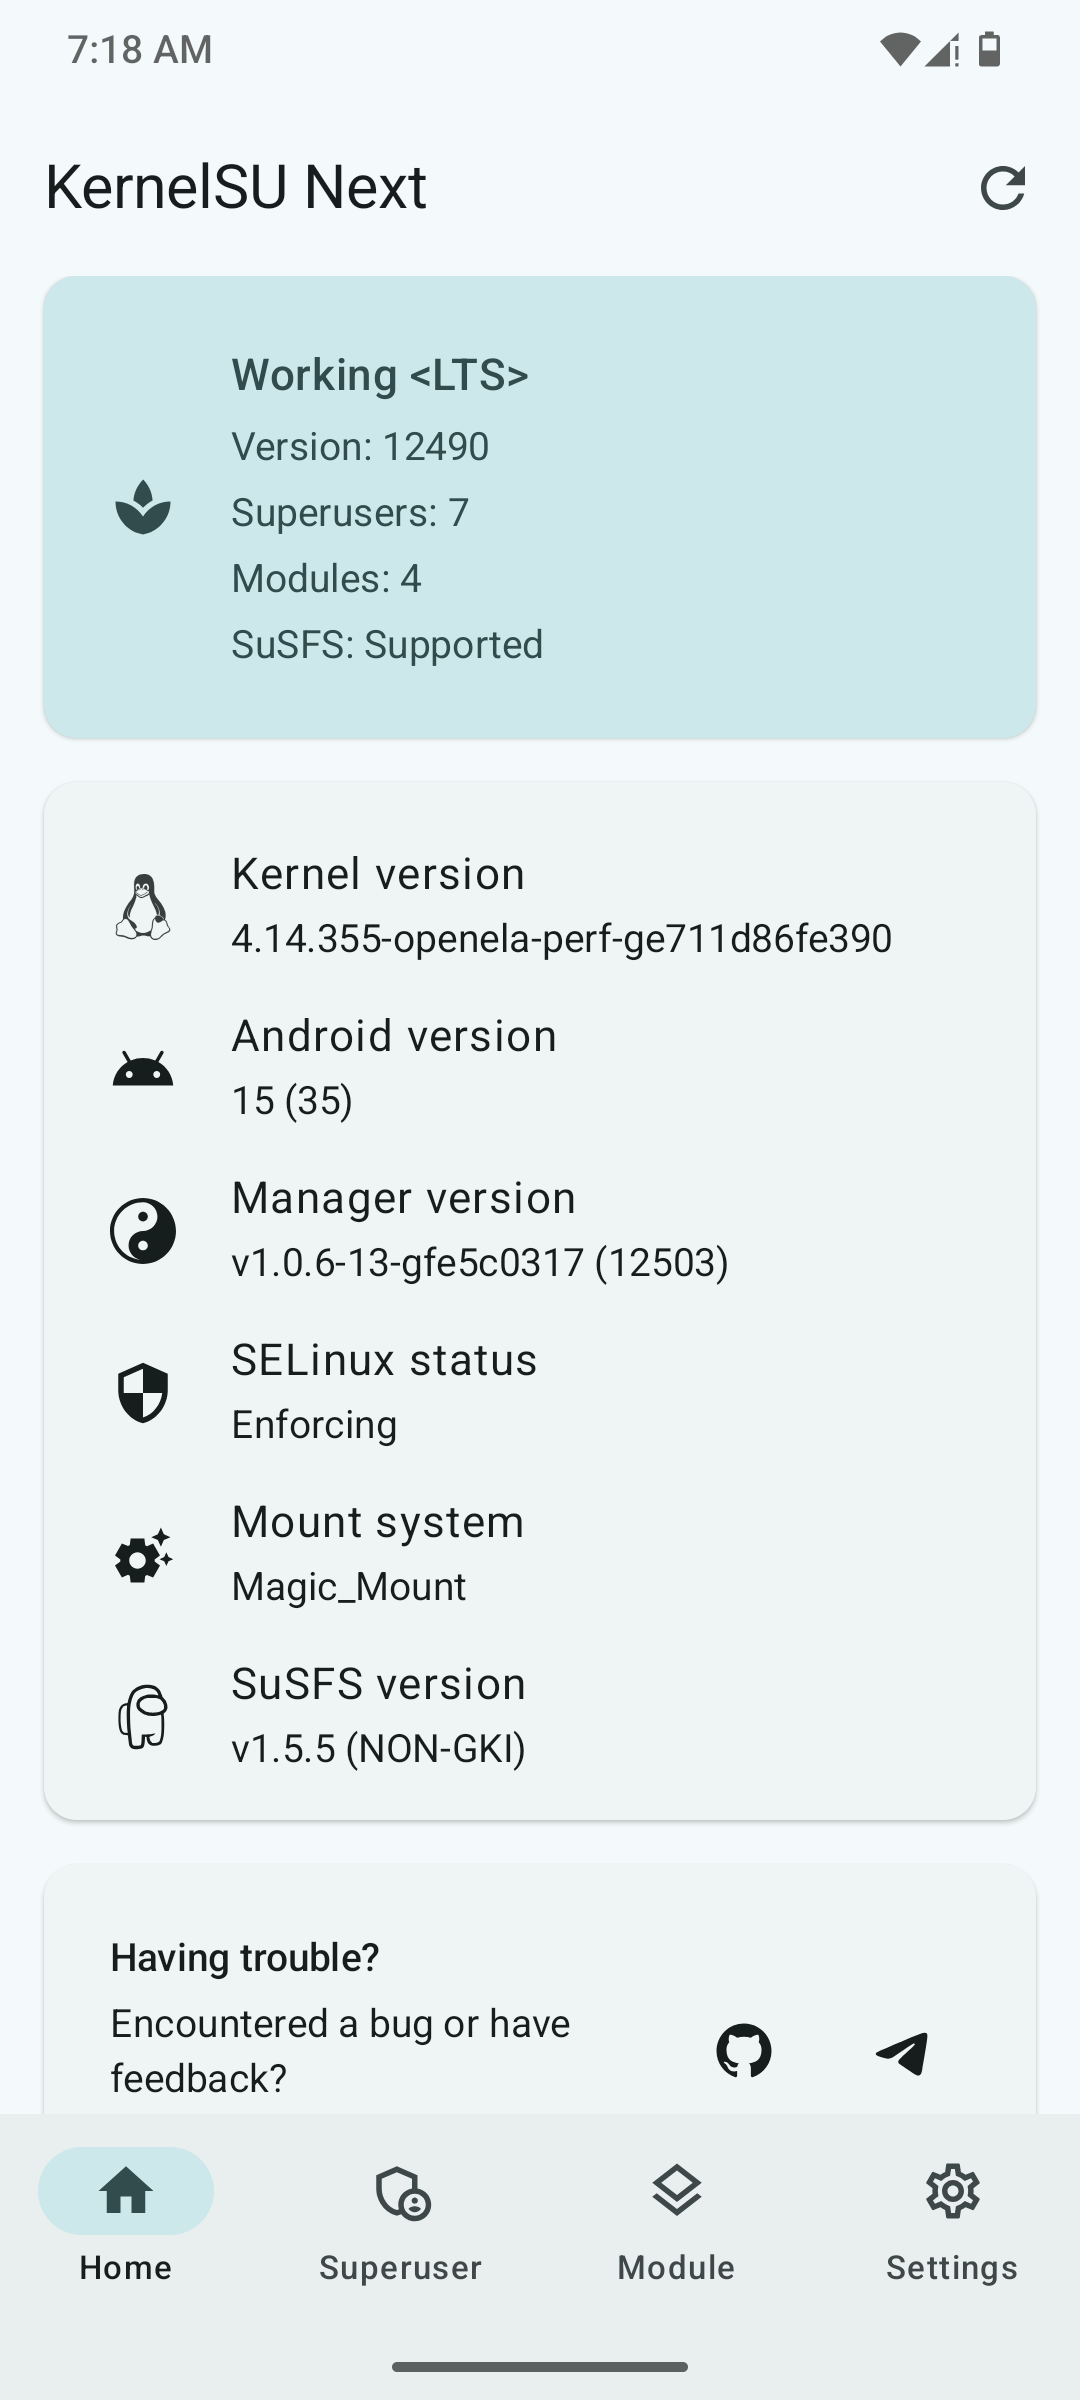 7:18 AM
KernelSU Next
Working <LTS>
Version: 12490
Superusers: 7
Modules: 4
SuSFS: Supported
Kernel version
4.14.355-openela-perf-ge711d86fe390
Android version
15 (35)
Manager version
v1.0.6-13-gfe5c0317 (12503)
SELinux status
Enforcing
Mount system
Magic_Mount
SuSFS version
v1.5.5 (NON-GKI)
Having trouble?
Encountered a bug or have
feedback?
Home
Superuser
Module
Settings